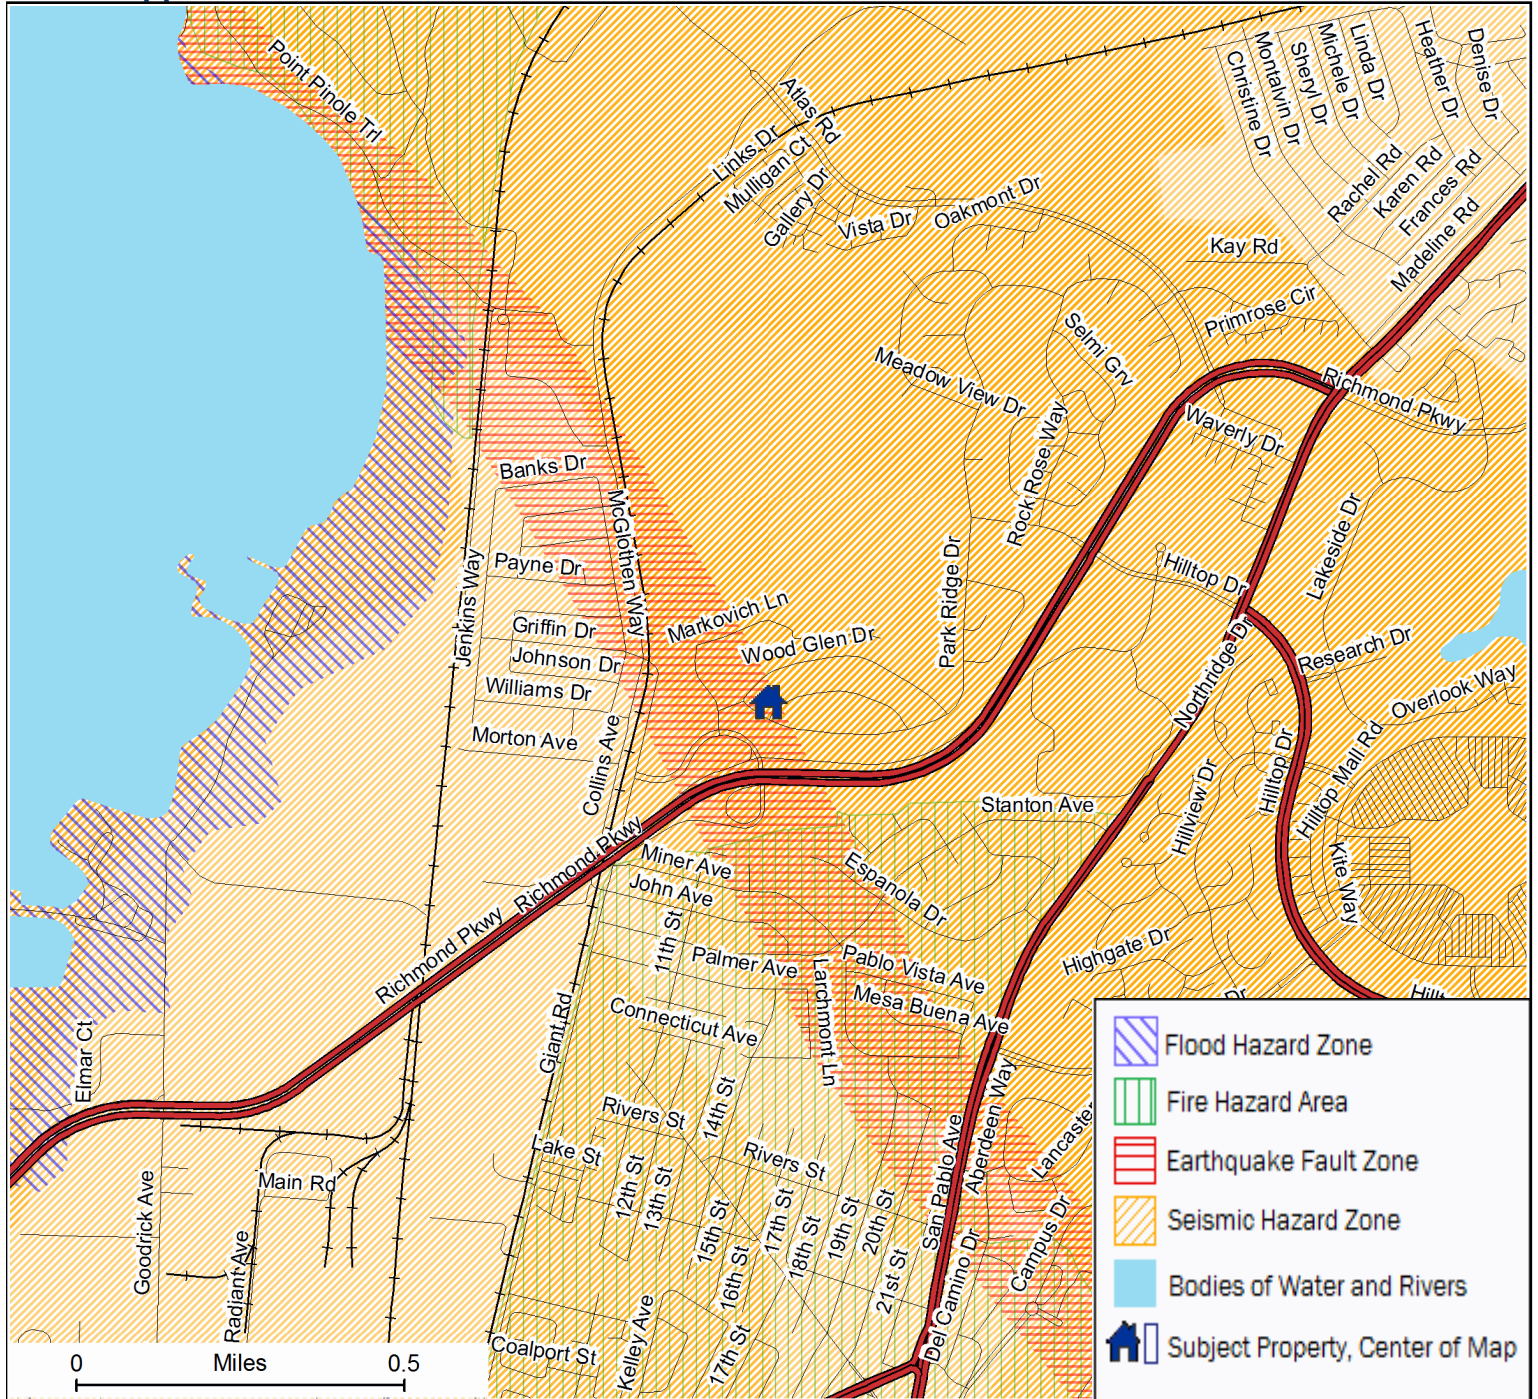 Point Pinole Trl
Atlas Rd
Links Dr
Mulligan Ct
Gallery Dr
Vista Dr
Oakmont Dr
Christine Dr
Montalvin Dr
Sheryl Dr
Michele Dr
Linda Dr
Heather Dr
Denise Dr
Rachel Rd
Karen Rd
Frances Rd
Madeline Rd
Kay Rd
Primrose Cir
Selmi Grv
Meadow View Dr
Rock Rose Way
Richmond Pkwy
Waverly Dr
Banks Dr
McGlothen Way
Payne Dr
Jenkins Way
Griffin Dr
Johnson Dr
Williams Dr
Morton Ave
Collins Ave
Markovich Ln
Wood Glen Dr
Park Ridge Dr
Hilltop Dr
Lakeside Dr
Northridge Dr
Research Dr
Overlook Way
Hilltop Dr
Hilltop Mall Rd
Hillview Dr
Kite Way
Stanton Ave
Richmond Pkwy
Richmond Pkwy
Miner Ave
John Ave
11th St
Espanola Dr
Palmer Ave
Pablo Vista Ave
Larchmont Ln
Mesa Buena Ave
Highgate Dr
Dr
Hillt
Connecticut Ave
Giant Rd
Elmar Ct
Rivers St
14th St
Rivers St
Lake St
12th St
13th St
15th St
16th St
17th St
17th St
18th St
19th St
20th St
21st St
San Pablo Ave
Aberdeen Way
Lancaster
Campus Dr
Del Camino Dr
Main Rd
Goodrick Ave
Radiant Ave
Coalport St
Kelley Ave
0 Miles 0.5
Flood Hazard Zone
Fire Hazard Area
Earthquake Fault Zone
Seismic Hazard Zone
Bodies of Water and Rivers
Subject Property, Center of Map